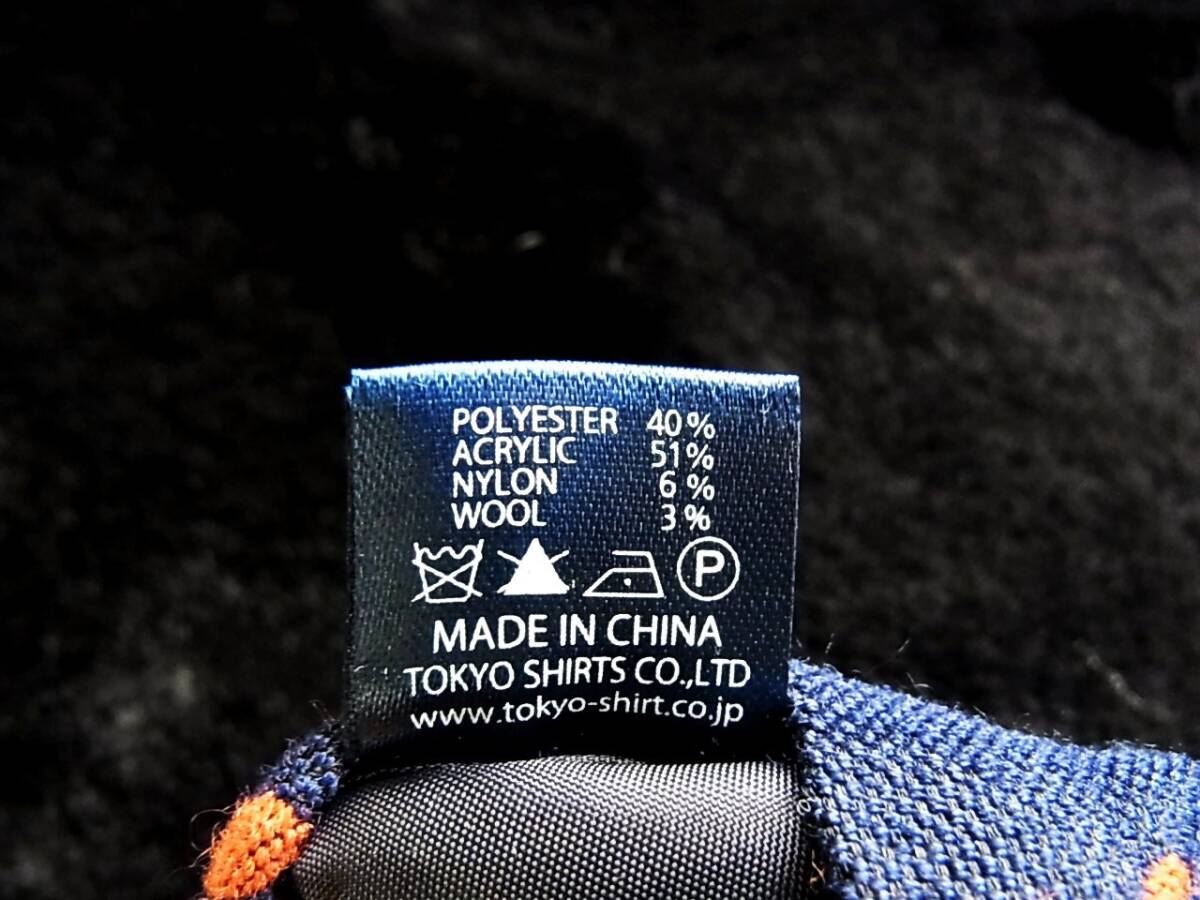 POLYESTER 40%
ACRYLIC 51%
NYLON 6%
WOOL 3%
P
MADE IN CHINA
TOKYO SHIRTS CO.,LTD
www.tokyo-shirt.co.jp